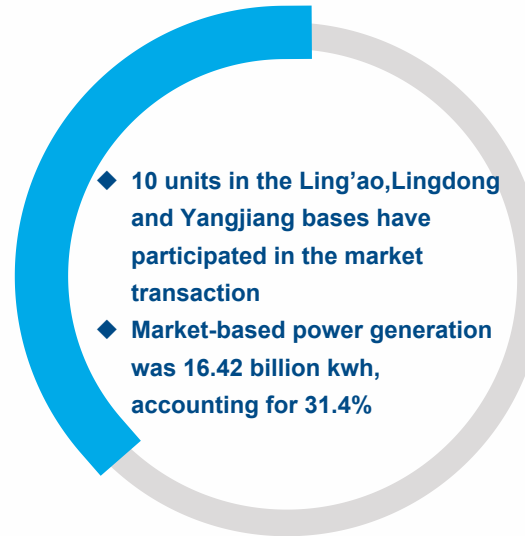 ◆ 10 units in the Ling’ao,Lingdong
and Yangjiang bases have
participated in the market
transaction
◆ Market-based power generation
was 16.42 billion kwh,
accounting for 31.4%